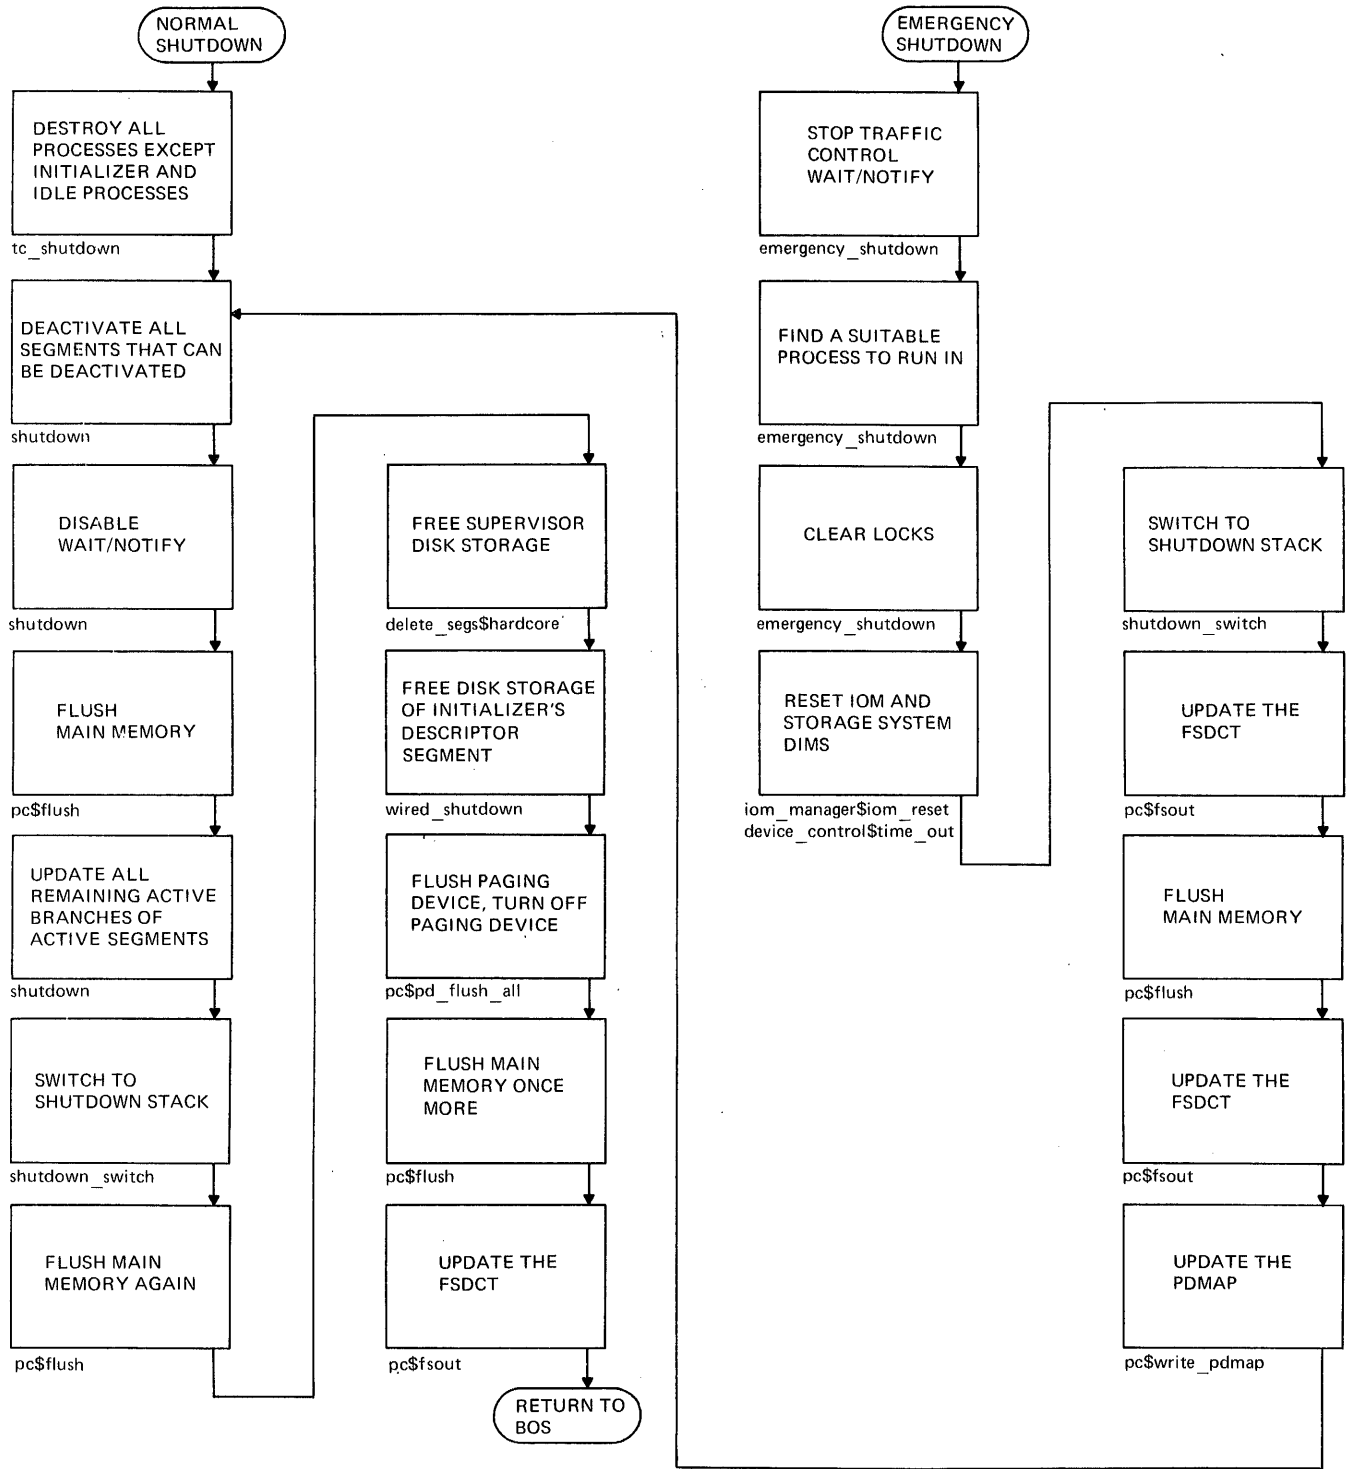 NORMAL
SHUTDOWN
DESTROY ALL
PROCESSES EXCEPT
INITIALIZER AND
IDLE PROCESSES
tc_shutdown
DEACTIVATE ALL
SEGMENTS THAT CAN
BE DEACTIVATED
shutdown
DISABLE
WAIT/NOTIFY
shutdown
FLUSH
MAIN MEMORY
pc$flush
UPDATE ALL
REMAINING ACTIVE
BRANCHES OF
ACTIVE SEGMENTS
shutdown
SWITCH TO
SHUTDOWN STACK
shutdown_switch
FLUSH MAIN
MEMORY AGAIN
pc$flush
FREE SUPERVISOR
DISK STORAGE
delete_segs$hardcore
FREE DISK STORAGE
OF INITIALIZER'S
DESCRIPTOR
SEGMENT
wired_shutdown
FLUSH PAGING
DEVICE, TURN OFF
PAGING DEVICE
pc$pd_flush_all
FLUSH MAIN
MEMORY ONCE
MORE
pc$flush
UPDATE THE
FSDCT
pc$fsout
RETURN TO
BOS
EMERGENCY
SHUTDOWN
STOP TRAFFIC
CONTROL
WAIT/NOTIFY
emergency_shutdown
FIND A SUITABLE
PROCESS TO RUN IN
emergency_shutdown
CLEAR LOCKS
emergency_shutdown
RESET IOM AND
STORAGE SYSTEM
DIMS
iom_manager$iom_reset
device_control$time_out
SWITCH TO
SHUTDOWN STACK
shutdown_switch
UPDATE THE
FSDCT
pc$fsout
FLUSH
MAIN MEMORY
pc$flush
UPDATE THE
FSDCT
pc$fsout
UPDATE THE
PDMAP
pc$write_pdmap